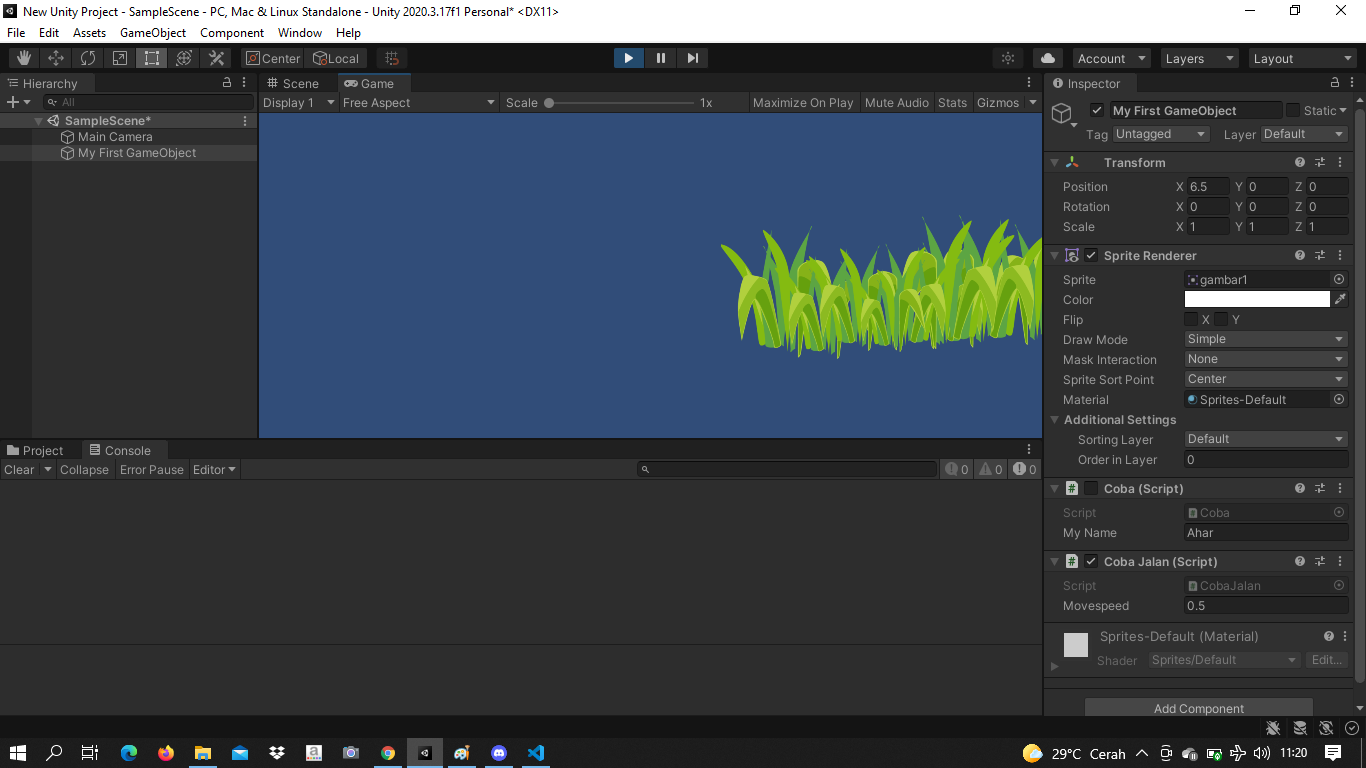 New Unity Project - SampleScene - PC, Mac & Linux Standalone - Unity 2020.3.17f1 Personal* <DX11>
File Edit Assets GameObject Component Window Help
Center Local Account Layers Layout
Hierarchy
All
SampleScene*
Main Camera
My First GameObject
Scene Game
Display 1 Free Aspect Scale 1x Maximize On Play Mute Audio Stats Gizmos
Inspector
My First GameObject Static
Tag Untagged Layer Default
Transform
Position X 6.5 Y 0 Z 0
Rotation X 0 Y 0 Z 0
Scale X 1 Y 1 Z 1
Sprite Renderer
Sprite gambar1
Color
Flip X Y
Draw Mode Simple
Mask Interaction None
Sprite Sort Point Center
Material Sprites-Default
Additional Settings
Sorting Layer Default
Order in Layer 0
# Coba (Script)
Script Coba
My Name Ahar
# Coba Jalan (Script)
Script CobaJalan
Movespeed 0.5
Sprites-Default (Material)
Shader Sprites/Default Edit...
Add Component
Project Console
Clear Collapse Error Pause Editor 0 0 0
a
29°C Cerah 11:20